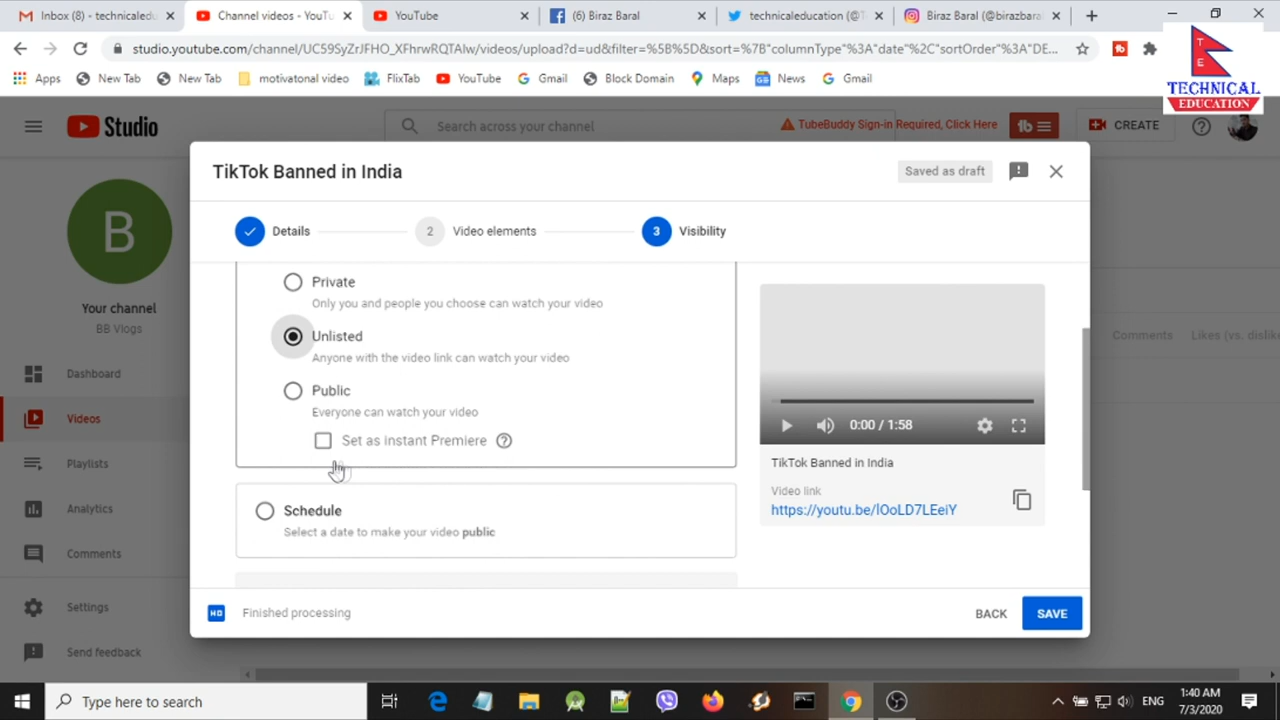 Inbox (8) - technicaledu
Channel videos - YouTu
YouTube
(6) Biraz Baral
technicaleducation (@T
Biraz Baral (@birazbaral
studio.youtube.com/channel/UC59SyZrJFHO_XFhrwRQTAlw/videos/upload?d=ud&filter=%5B%5D&sort=%7B"columnType"%3A"date"%2C"sortOrder"%3A"DE...
Apps
New Tab
New Tab
motivatonal video
FlixTab
YouTube
Gmail
Block Domain
Maps
News
Gmail
T
E
TECHNICAL
EDUCATION
Studio
Search across your channel
TubeBuddy Sign-in Required, Click Here
tb
CREATE
TikTok Banned in India
Saved as draft
Details
2
Video elements
3
Visibility
B
Your channel
BB Vlogs
Dashboard
Videos
Playlists
Analytics
Comments
Settings
Send feedback
Private
Only you and people you choose can watch your video
Unlisted
Anyone with the video link can watch your video
Public
Everyone can watch your video
Set as instant Premiere
Schedule
Select a date to make your video public
0:00 / 1:58
TikTok Banned in India
Video link
https://youtu.be/lOoLD7LEeiY
Comments
Likes (vs. dislike
HD
Finished processing
BACK
SAVE
Type here to search
ENG
1:40 AM
7/3/2020